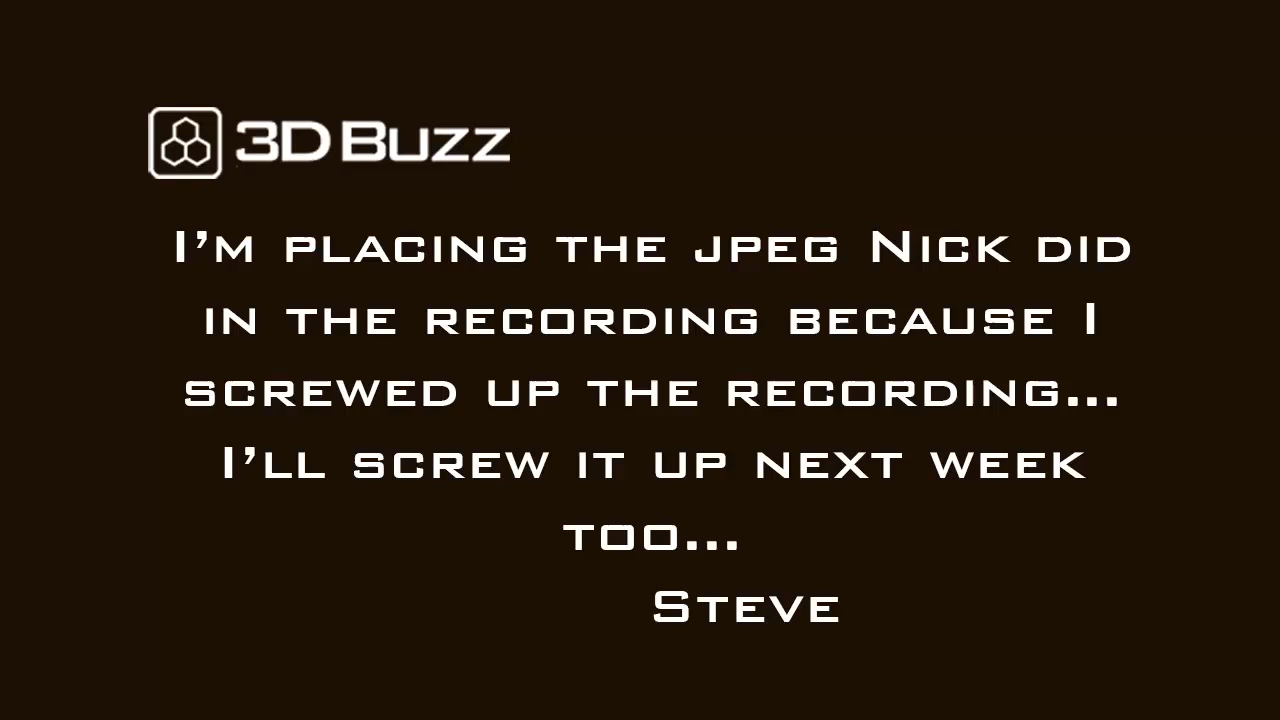 3D Buzz
I'm placing the jpeg Nick did
in the recording because I
screwed up the recording...
I'll screw it up next week
too...
Steve